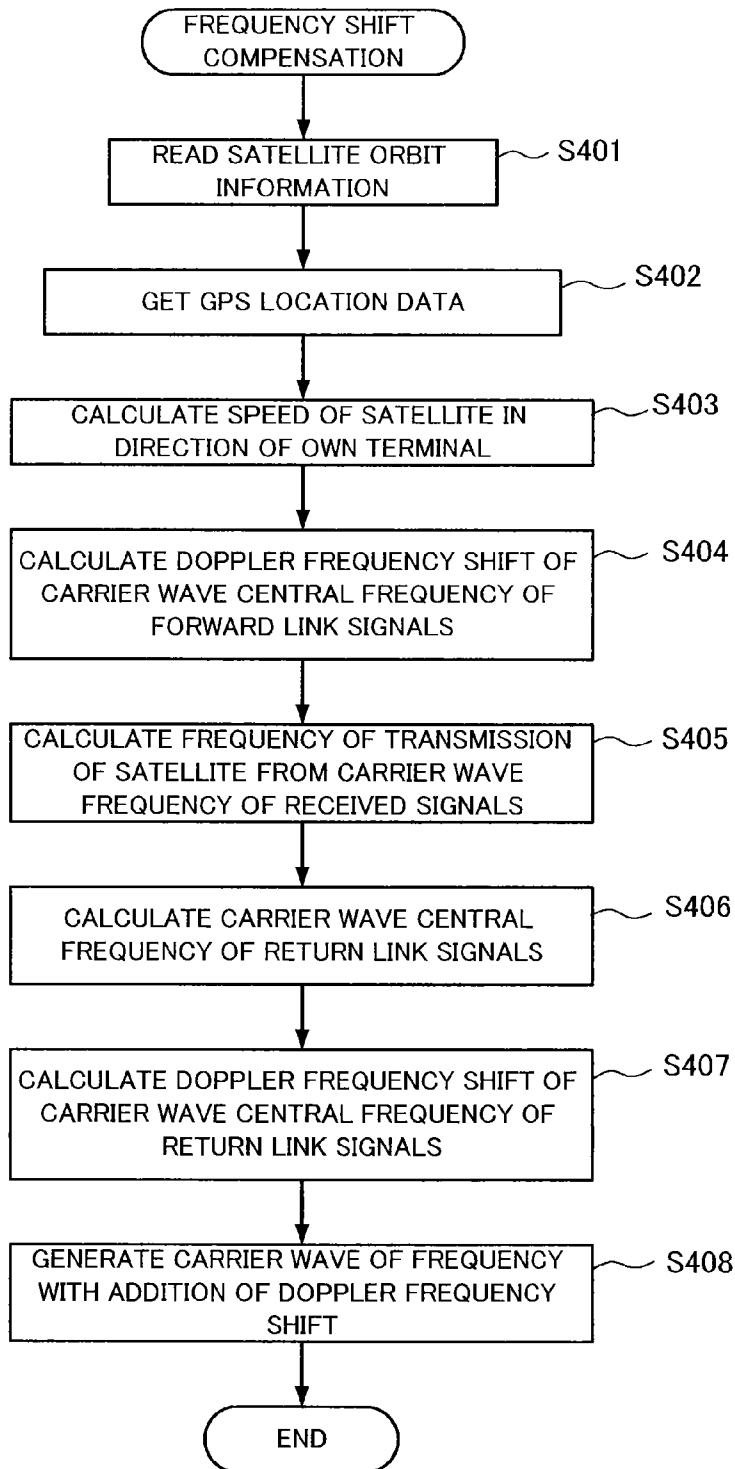 FREQUENCY SHIFT
COMPENSATION
READ SATELLITE ORBIT
INFORMATION
S401
GET GPS LOCATION DATA
S402
CALCULATE SPEED OF SATELLITE IN
DIRECTION OF OWN TERMINAL
S403
CALCULATE DOPPLER FREQUENCY SHIFT OF
CARRIER WAVE CENTRAL FREQUENCY OF
FORWARD LINK SIGNALS
S404
CALCULATE FREQUENCY OF TRANSMISSION
OF SATELLITE FROM CARRIER WAVE
FREQUENCY OF RECEIVED SIGNALS
S405
CALCULATE CARRIER WAVE CENTRAL
FREQUENCY OF RETURN LINK SIGNALS
S406
CALCULATE DOPPLER FREQUENCY SHIFT OF
CARRIER WAVE CENTRAL FREQUENCY OF
RETURN LINK SIGNALS
S407
GENERATE CARRIER WAVE OF FREQUENCY
WITH ADDITION OF DOPPLER FREQUENCY
SHIFT
S408
END